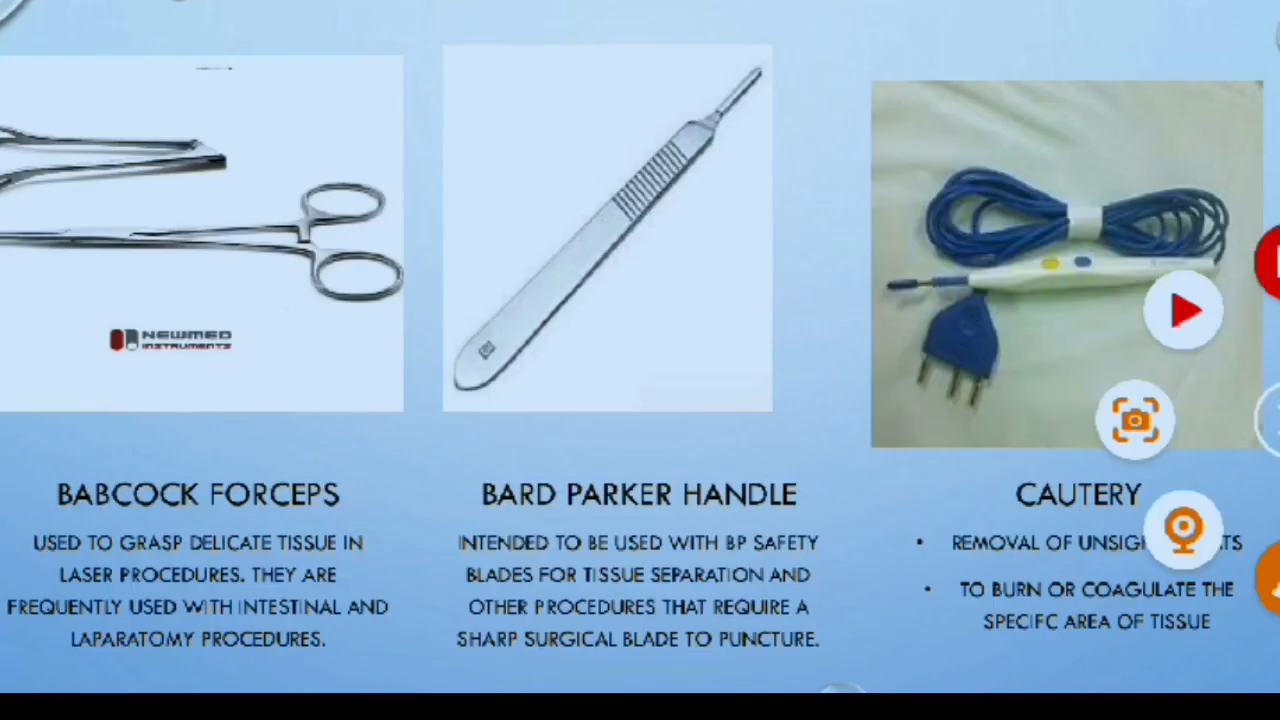 NEWMED
INSTRUMENTS
BABCOCK FORCEPS
USED TO GRASP DELICATE TISSUE IN
LASER PROCEDURES. THEY ARE
FREQUENTLY USED WITH INTESTINAL AND
LAPARATOMY PROCEDURES.
BARD PARKER HANDLE
INTENDED TO BE USED WITH BP SAFETY
BLADES FOR TISSUE SEPARATION AND
OTHER PROCEDURES THAT REQUIRE A
SHARP SURGICAL BLADE TO PUNCTURE.
CAUTERY
• REMOVAL OF
• TO BURN OR COAGULATE THE
SPECIFC AREA OF TISSUE